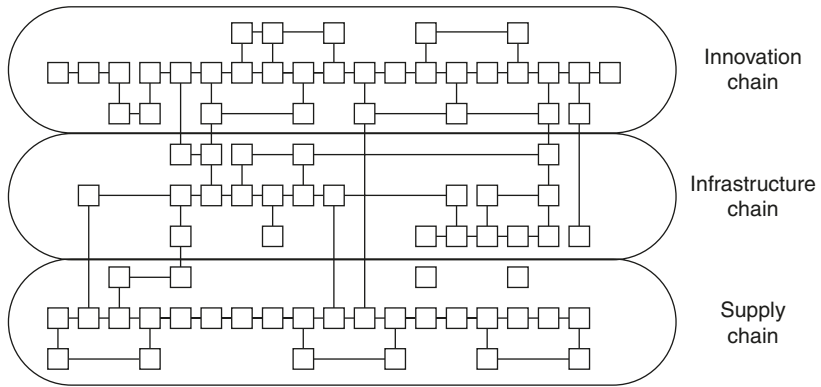 Innovation
chain
Infrastructure
chain
Supply
chain